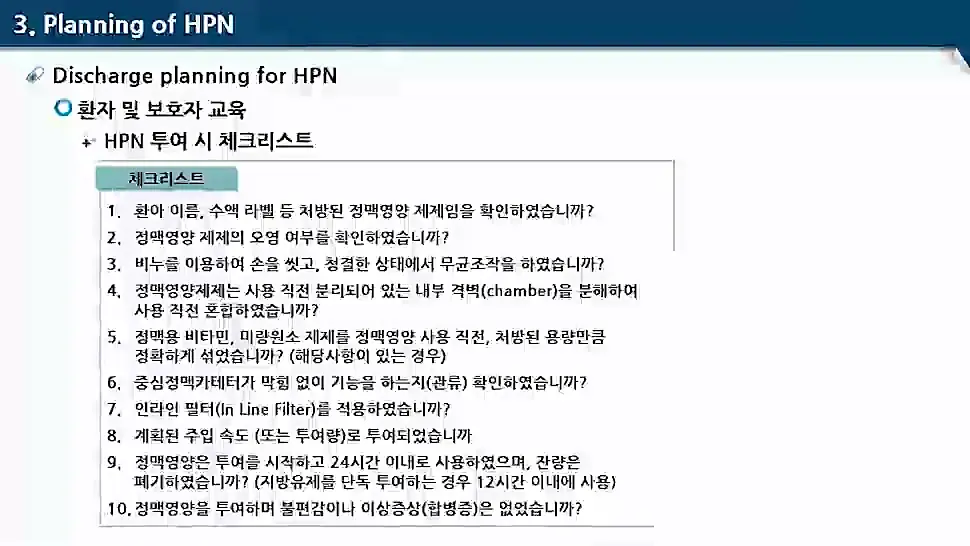 3. Planning of HPN
Discharge planning for HPN
환자 및 보호자 교육
HPN 투여 시 체크리스트
체크리스트
1. 환아 이름, 수액 라벨 등 처방된 정맥영양 제제임을 확인하였습니까?
2. 정맥영양 제제의 오염 여부를 확인하였습니까?
3. 비누를 이용하여 손을 씻고, 청결한 상태에서 무균조작을 하였습니까?
4. 정맥영양제제는 사용 직전 분리되어 있는 내부 격벽(chamber)을 분해하여
사용 직전 혼합하였습니까?
5. 정맥용 비타민, 미량원소 제제를 정맥영양 사용 직전, 처방된 용량만큼
정확하게 섞었습니까? (해당사항이 있는 경우)
6. 중심정맥카테터가 막힘 없이 기능을 하는지(관류) 확인하였습니까?
7. 인라인 필터(In Line Filter)를 적용하였습니까?
8. 계획된 주입 속도 (또는 투여량)로 투여되었습니까
9. 정맥영양은 투여를 시작하고 24시간 이내로 사용하였으며, 잔량은
폐기하였습니까? (지방유제를 단독 투여하는 경우 12시간 이내에 사용)
10. 정맥영양을 투여하며 불편감이나 이상증상(합병증)은 없었습니까?